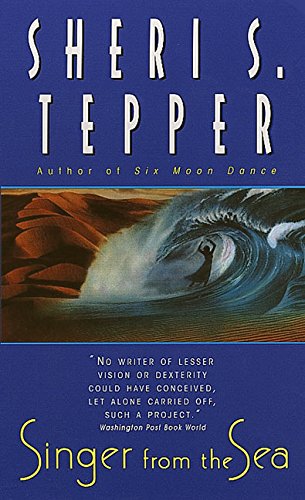 SHERI S.
TEPPER
Author of Six Moon Dance
"NO WRITER OF LESSER
VISION OR DEXTERITY
COULD HAVE CONCEIVED,
LET ALONE CARRIED OFF,
SUCH A PROJECT."
Washington Post Book World
Singer from the Sea